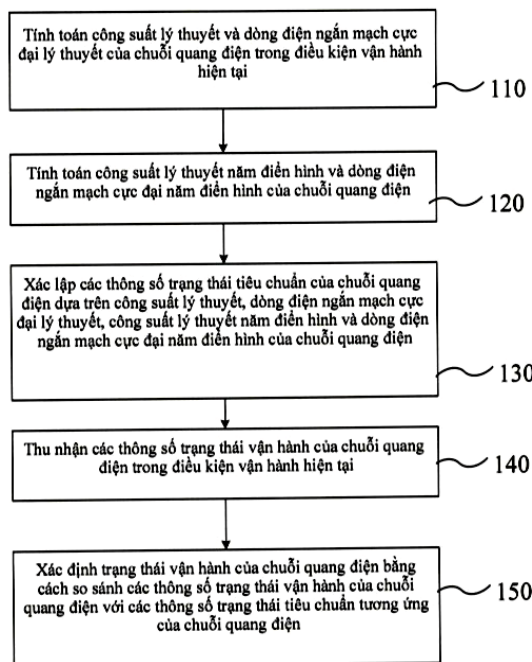 Tính toán công suất lý thuyết và dòng điện ngắn mạch cực
đại lý thuyết của chuỗi quang điện trong điều kiện vận hành
hiện tại
110
Tính toán công suất lý thuyết năm điển hình và dòng điện
ngắn mạch cực đại năm điển hình của chuỗi quang điện
120
Xác lập các thông số trạng thái tiêu chuẩn của chuỗi quang
điện dựa trên công suất lý thuyết, dòng điện ngắn mạch cực
đại lý thuyết, công suất lý thuyết năm điển hình và dòng điện
ngắn mạch cực đại năm điển hình của chuỗi quang điện
130
Thu nhận các thông số trạng thái vận hành của chuỗi quang
điện trong điều kiện vận hành hiện tại
140
Xác định trạng thái vận hành của chuỗi quang điện bằng
cách so sánh các thông số trạng thái vận hành của chuỗi
quang điện với các thông số trạng thái tiêu chuẩn tương ứng
của chuỗi quang điện
150